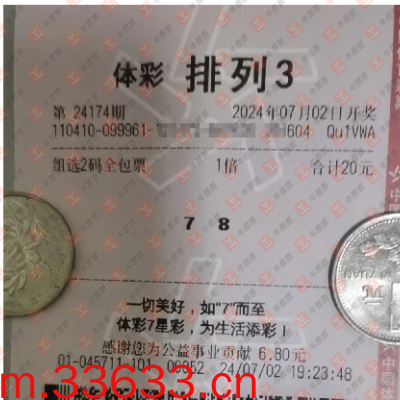 体彩 排列3
第 24174期 2024年07月02日开奖
110410-099961- 604 Qu1VWA
组选2码全包票 1倍 合计20元
7 8
一切美好，如“7”而至
体彩7星彩，为生活添彩！
感谢您为公益事业贡献 6.80元
01-045711-101 24/07/02 19:23:48
m.33633.cn